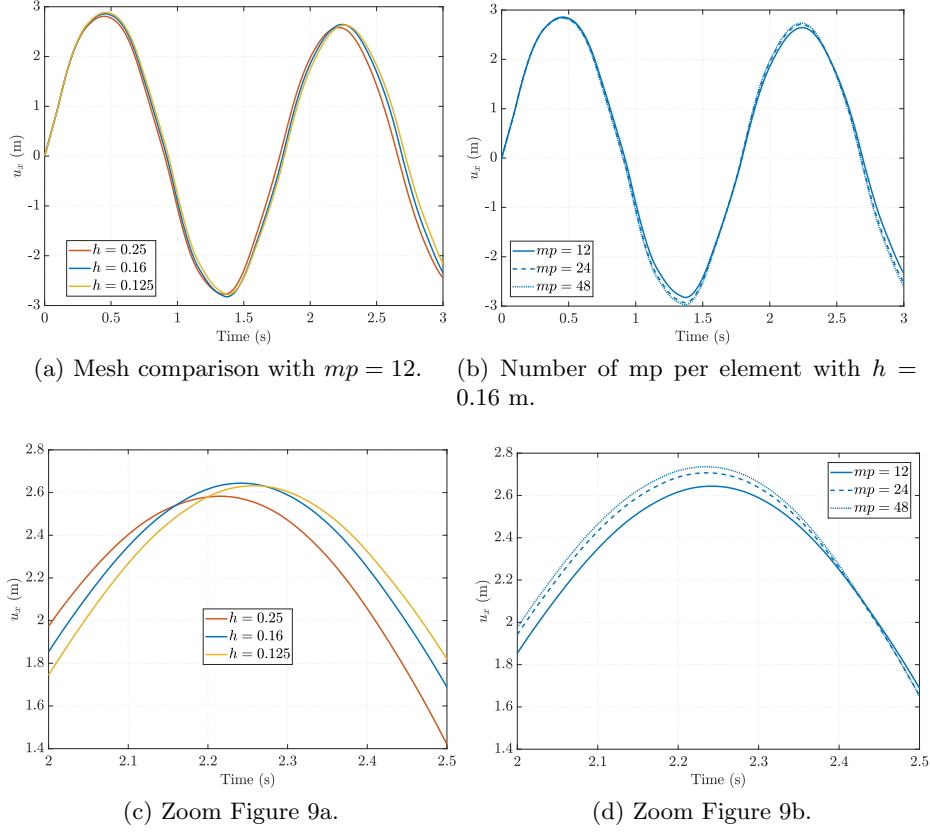 3
2
1
0
-1
-2
-3
u_x (m)
h = 0.25
h = 0.16
h = 0.125
0
0.5
1
1.5
2
2.5
3
Time (s)
(a) Mesh comparison with mp = 12.
3
2
1
0
-1
-2
-3
u_x (m)
mp = 12
mp = 24
mp = 48
0
0.5
1
1.5
2
2.5
3
Time (s)
(b) Number of mp per element with h =
0.16 m.
2.8
2.6
2.4
2.2
2
1.8
1.6
1.4
u_x (m)
h = 0.25
h = 0.16
h = 0.125
2
2.1
2.2
2.3
2.4
2.5
Time (s)
(c) Zoom Figure 9a.
2.8
2.6
2.4
2.2
2
1.8
1.6
1.4
u_x (m)
mp = 12
mp = 24
mp = 48
2
2.1
2.2
2.3
2.4
2.5
Time (s)
(d) Zoom Figure 9b.